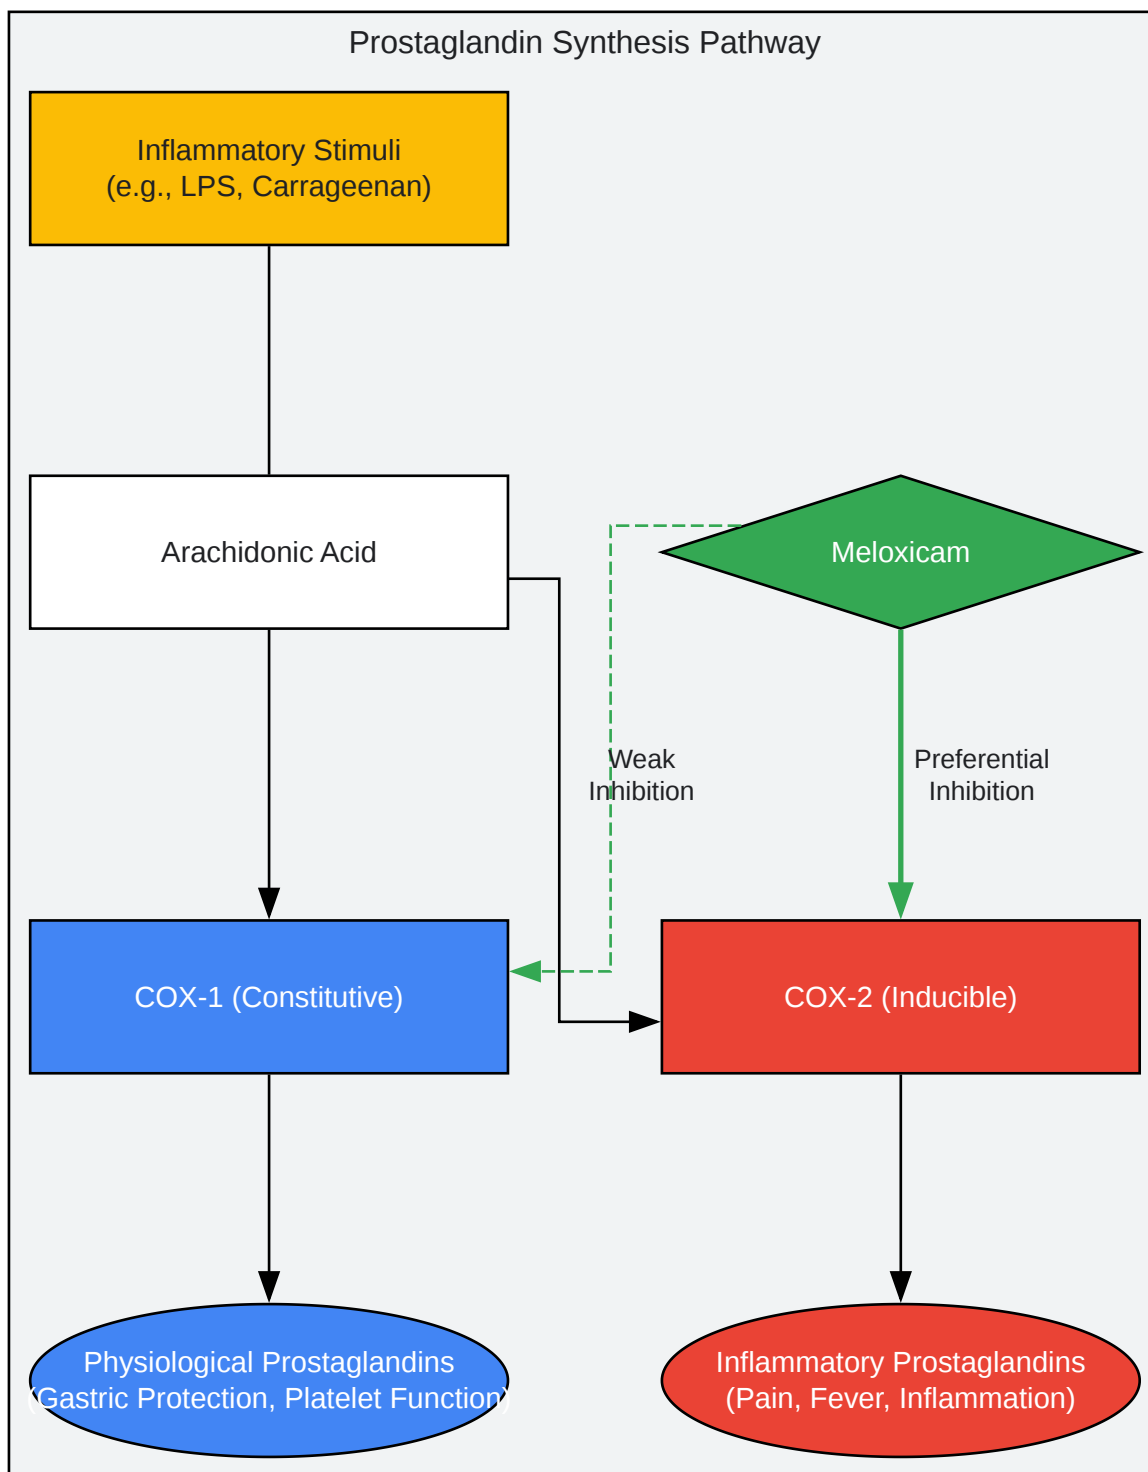 Prostaglandin Synthesis Pathway
Inflammatory Stimuli
(e.g., LPS, Carrageenan)
Arachidonic Acid
Meloxicam
Weak
Inhibition
Preferential
Inhibition
COX-1 (Constitutive)
COX-2 (Inducible)
Physiological Prostaglandins
(Gastric Protection, Platelet Function)
Inflammatory Prostaglandins
(Pain, Fever, Inflammation)